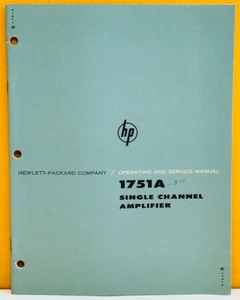 hp
HEWLETT-PACKARD COMPANY / OPERATING AND SERVICE MANUAL
1751A
SINGLE CHANNEL
AMPLIFIER